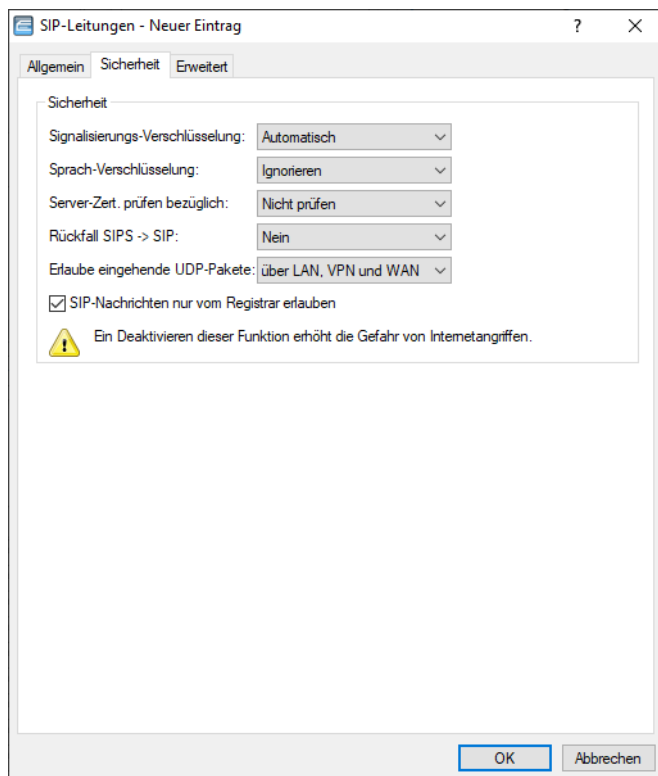 SIP-Leitungen - Neuer Eintrag
Allgemein Sicherheit Erweitert
Sicherheit
Signalisierungs-Verschlüsselung: Automatisch
Sprach-Verschlüsselung: Ignorieren
Server-Zert. prüfen bezüglich: Nicht prüfen
Rückfall SIPS -> SIP: Nein
Erlaube eingehende UDP-Pakete: über LAN, VPN und WAN
SIP-Nachrichten nur vom Registrar erlauben
Ein Deaktivieren dieser Funktion erhöht die Gefahr von Internetangriffen.
OK Abbrechen